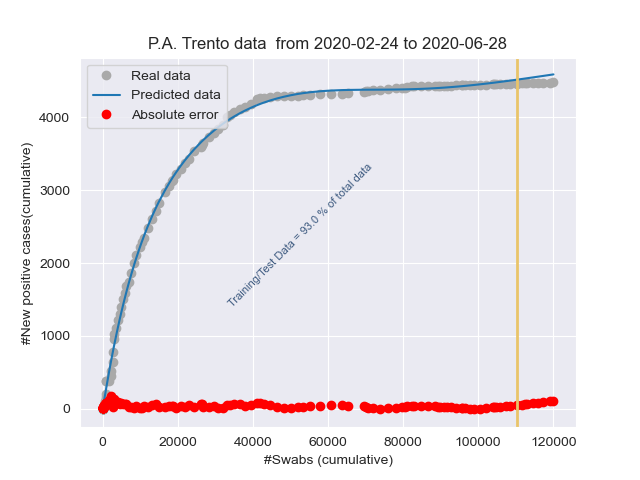 P.A. Trento data  from 2020-02-24 to 2020-06-28
Real data
Predicted data
Absolute error
#New positive cases(cumulative)
4000
3000
2000
1000
0
Training/Test Data = 93.0 % of total data
0
20000
40000
60000
80000
100000
120000
#Swabs (cumulative)